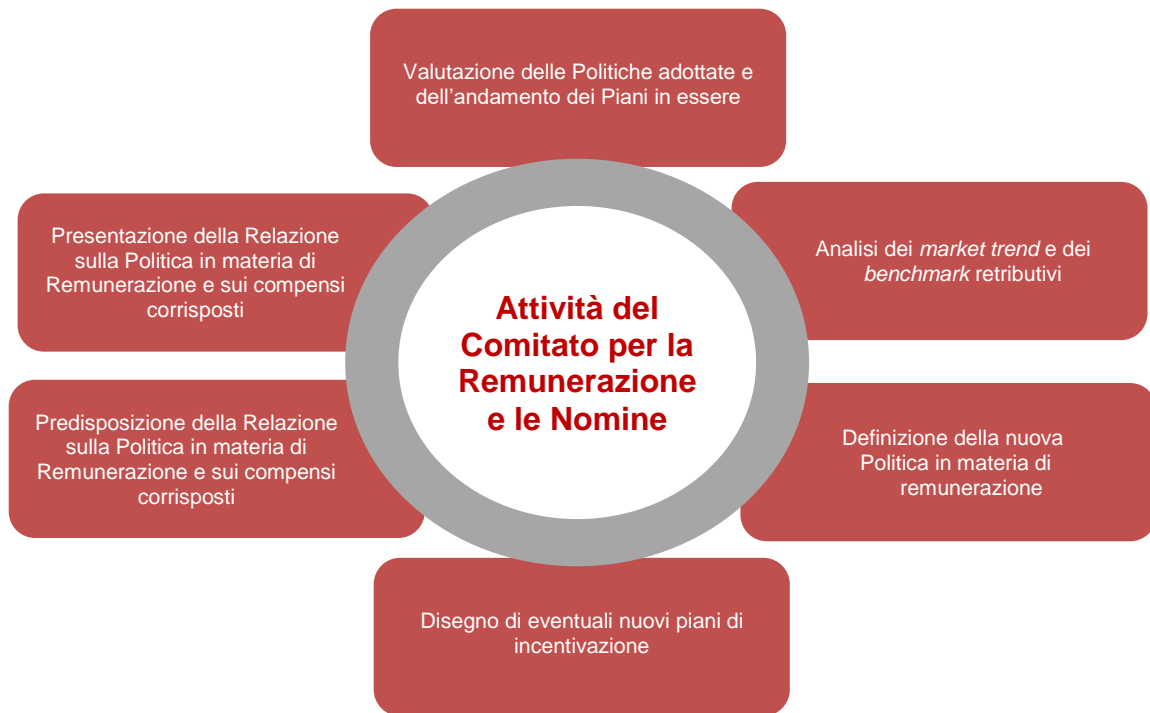 Valutazione delle Politiche adottate e
dell'andamento dei Piani in essere
Presentazione della Relazione
sulla Politica in materia di
Remunerazione e sui compensi
corrisposti
Analisi dei market trend e dei
benchmark retributivi
Attività del
Comitato per la
Remunerazione
e le Nomine
Predisposizione della Relazione
sulla Politica in materia di
Remunerazione e sui compensi
corrisposti
Definizione della nuova
Politica in materia di
remunerazione
Disegno di eventuali nuovi piani di
incentivazione